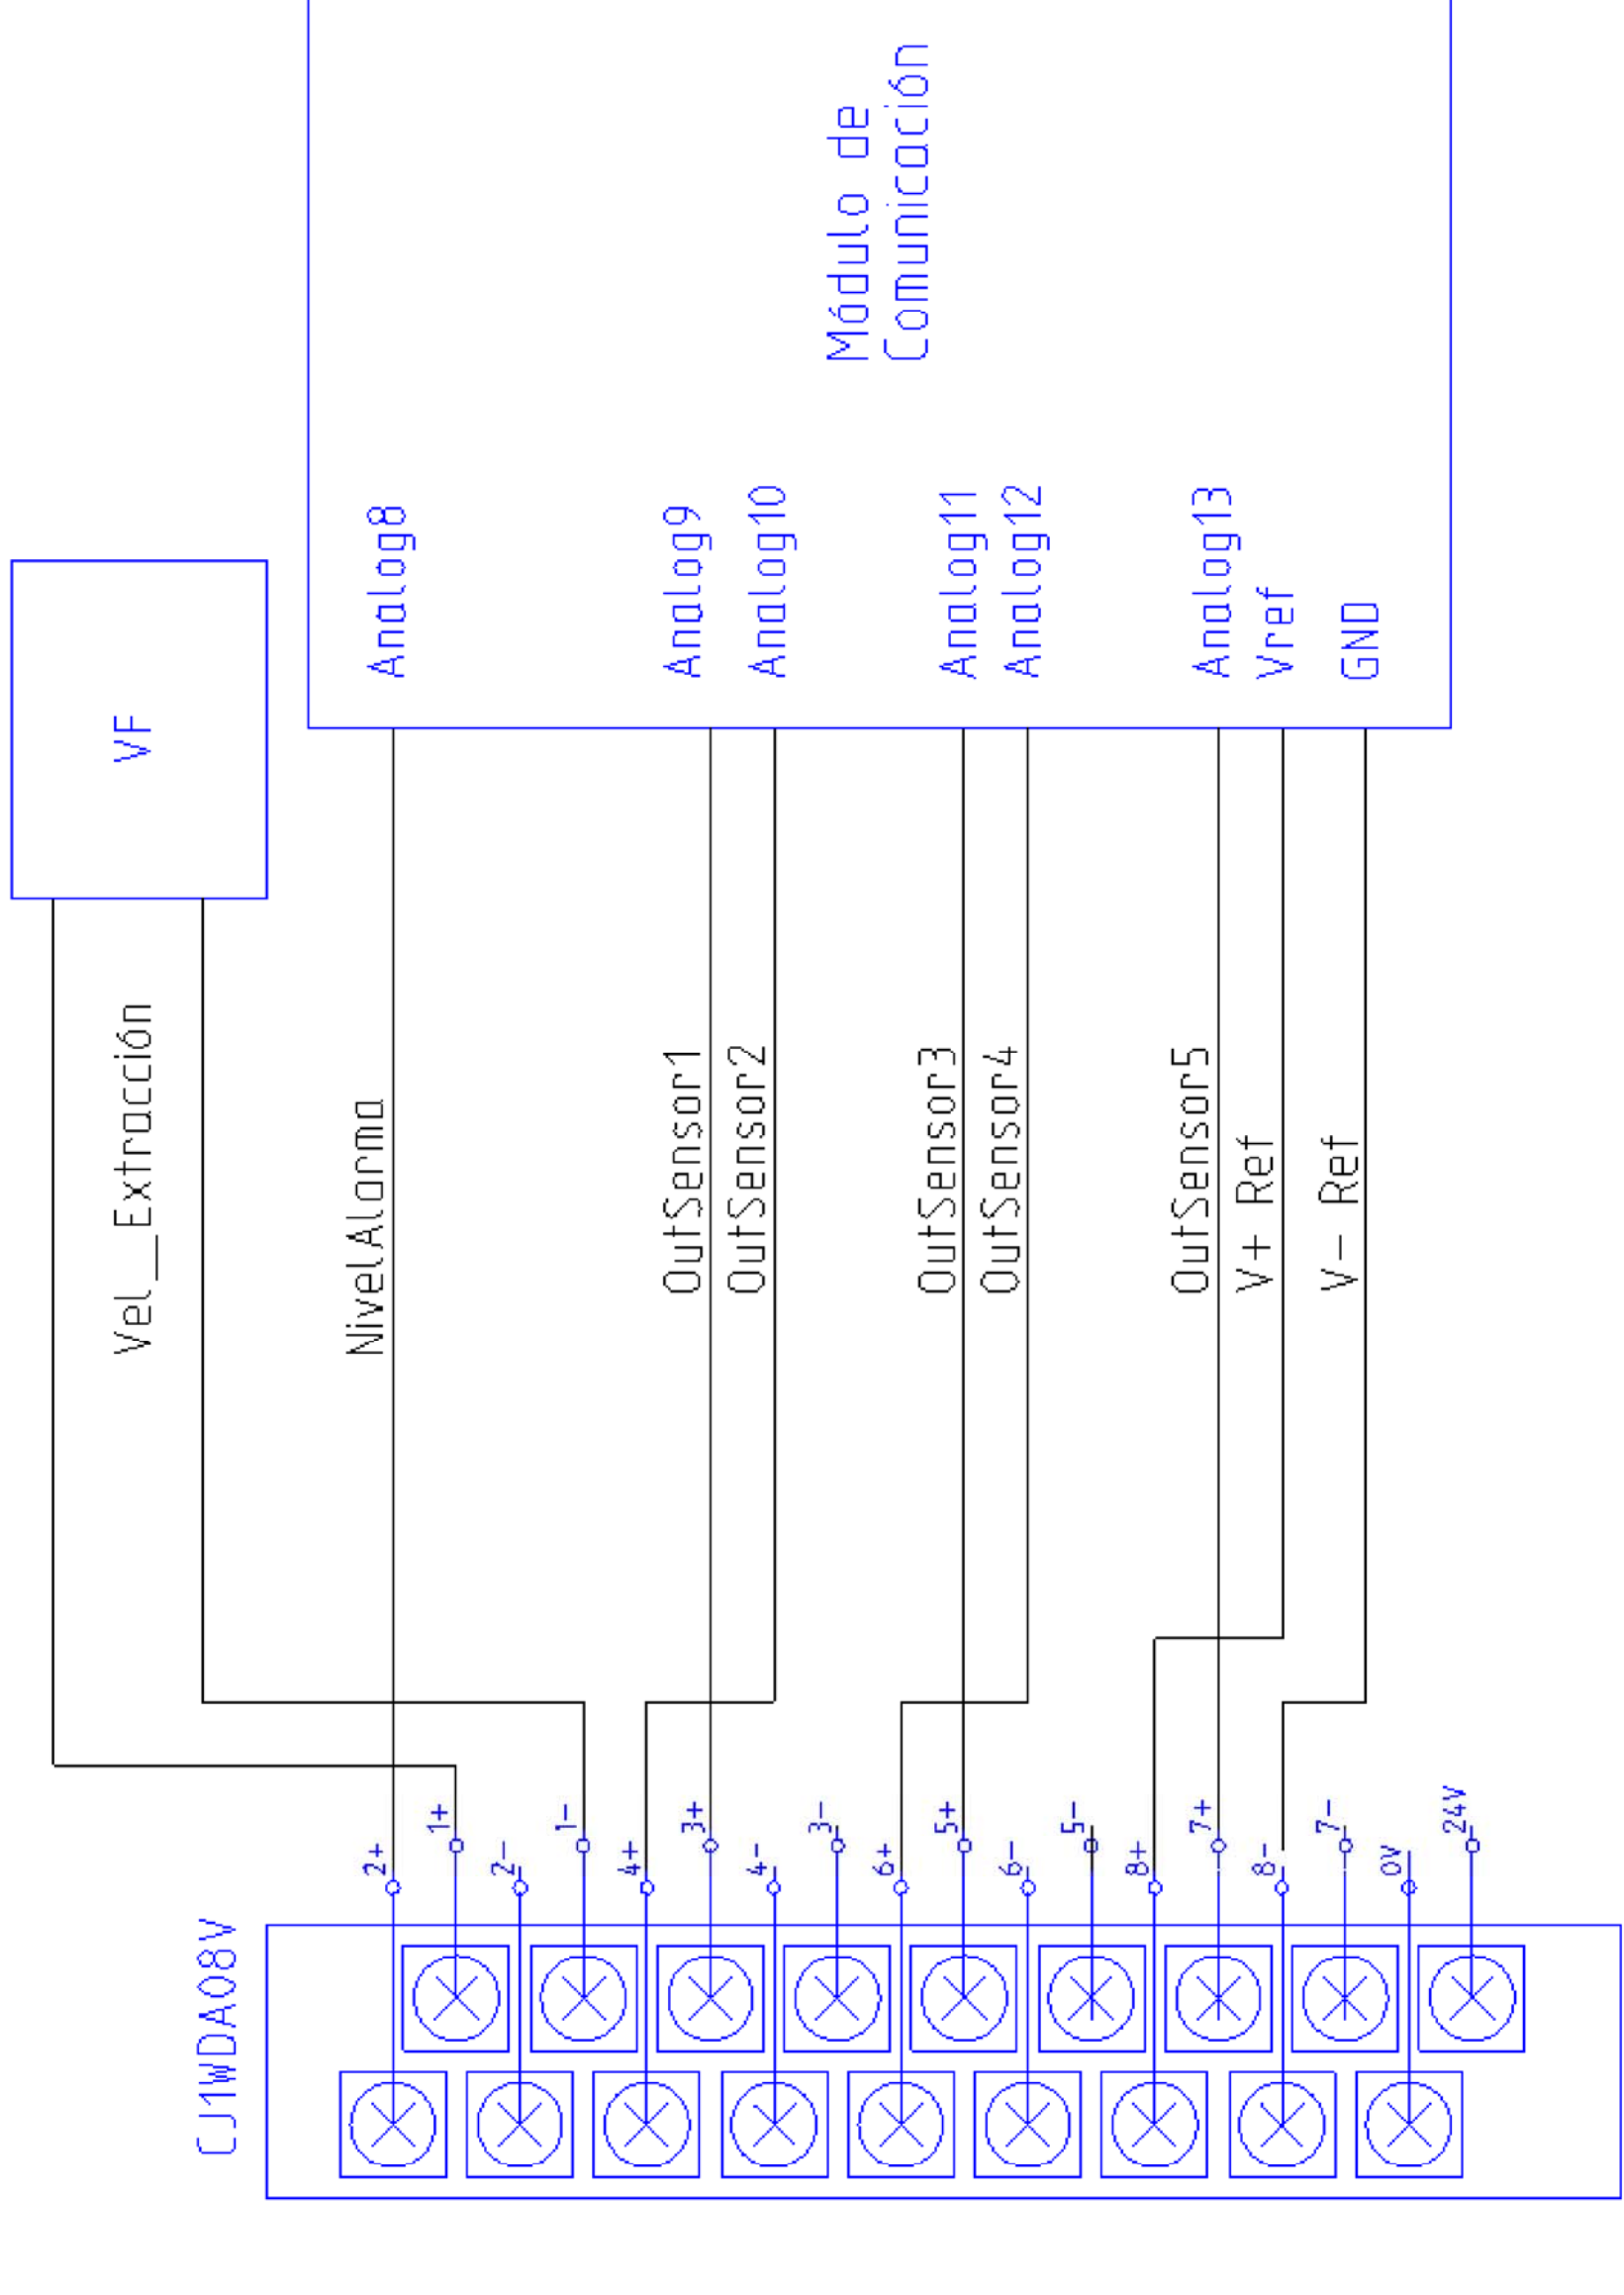 CJ1WDA08V
2+
1+
2-
1-
4+
3+
4-
3-
6+
5+
6-
5-
8+
7+
8-
7-
0V
24V
Vel_Extracción
NivelAlarma
OutSensor1
OutSensor2
OutSensor3
OutSensor4
OutSensor5
V+ Ref
V- Ref
VF
Analog8
Analog9
Analog10
Analog11
Analog12
Analog13
Vref
GND
Módulo de
Comunicación